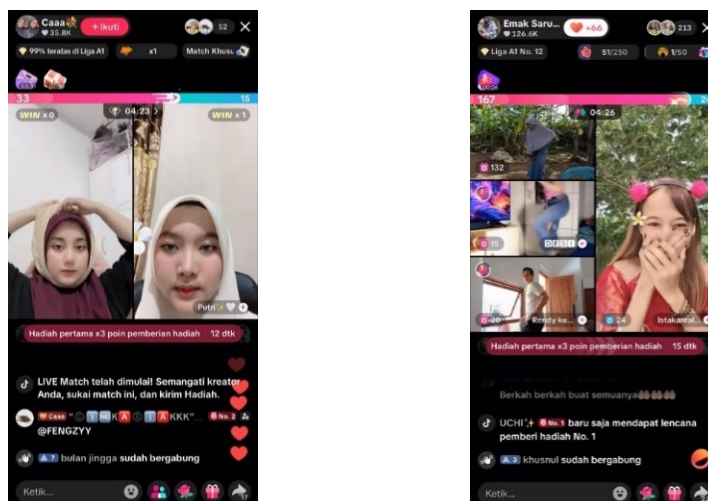 Caaa
35.8K
+ Ikuti
52
99% teratas di Liga A1
x1
Match Khusu
33
15
WIN x 0
04:23 >
WIN x 1
Putri
Hadiah pertama x3 poin pemberian hadiah 12 dtk
LIVE Match telah dimulai! Semangati kreator
Anda, sukai match ini, dan kirim Hadiah.
Caaa
No. 2
@FENGZYY
7 bulan jingga sudah bergabung
Ketik...
Emak Saru...
126.6K
+66
213
Liga A1 No. 12
51/250
1/50
167
04:26
132
15
DESI
20
Rendy ku...
24
Istakareal...
Hadiah pertama x3 poin pemberian hadiah 15 dtk
Berkah berkah buat semuanya
UCHI No. 1 baru saja mendapat lencana
pemberi hadiah No. 1
3 khusnul sudah bergabung
Ketik...